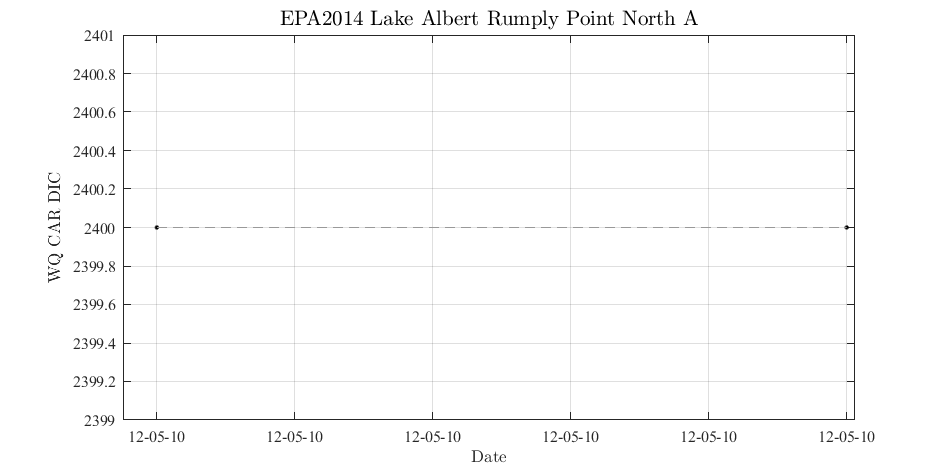 EPA2014 Lake Albert Rumply Point North A
2401
2400.8
2400.6
2400.4
2400.2
2400
2399.8
2399.6
2399.4
2399.2
2399
WQ CAR DIC
12-05-10 12-05-10 12-05-10 12-05-10 12-05-10 12-05-10
Date